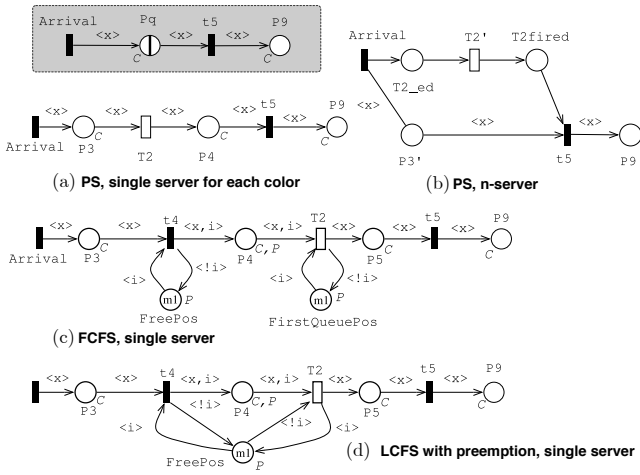 Arrival
<x>
Pq
C
<x>
t5
<x>
P9
C
Arrival
<x>
P3
C
<x>
T2
<x>
P4
C
<x>
t5
<x>
P9
C
(a) PS, single server for each color
Arrival
T2_ed
T2'
T2fired
<x>
P3'
<x>
t5
<x>
P9
(b) PS, n-server
Arrival
<x>
P3
C
<x>
t4
<x,i>
P4
C,P
<x,i>
T2
<x>
P5
C
<x>
t5
<x>
P9
C
<i>
<!i>
m1
P
FreePos
<i>
<!i>
m1
P
FirstQueuePos
(c) FCFS, single server
<x>
P3
C
<x>
t4
<x,i>
P4
C,P
<x,i>
T2
<x>
P5
C
<x>
t5
<x>
P9
C
<i>
<!i>
<!i>
<i>
m1
P
FreePos
(d) LCFS with preemption, single server